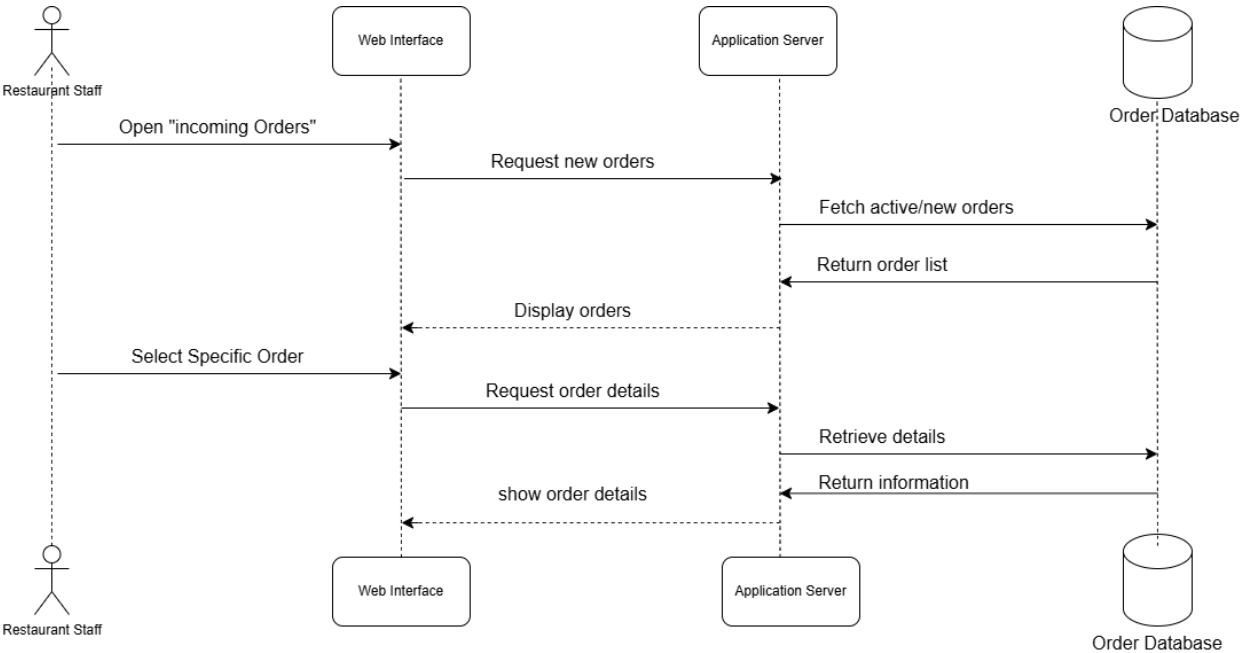 Web Interface
Application Server
Restaurant Staff
Order Database
Open "incoming Orders"
Request new orders
Fetch active/new orders
Return order list
Display orders
Select Specific Order
Request order details
Retrieve details
Return information
show order details
Web Interface
Application Server
Restaurant Staff
Order Database